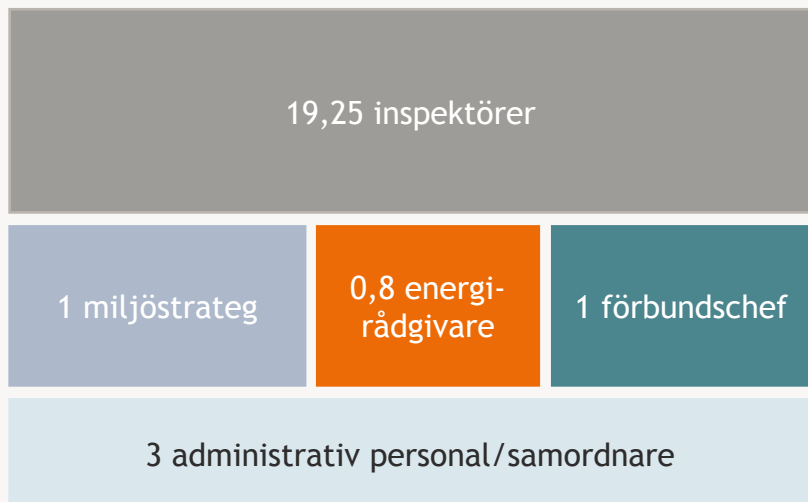 19,25 inspektörer
1 miljöstrateg
0,8 energi-
rådgivare
1 förbundschef
3 administrativ personal/samordnare